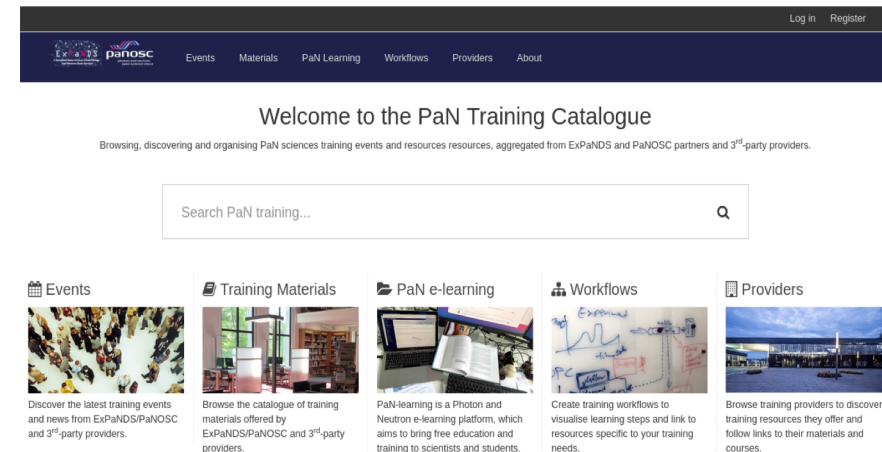 Log in Register
ExPaNDS panosc Events Materials PaN Learning Workflows Providers About
Welcome to the PaN Training Catalogue
Browsing, discovering and organising PaN sciences training events and resources resources, aggregated from ExPaNDS and PaNOSC partners and 3rd-party providers.
Search PaN training...
Events
Discover the latest training events
and news from ExPaNDS/PaNOSC
and 3rd-party providers.
Training Materials
Browse the catalogue of training
materials offered by
ExPaNDS/PaNOSC and 3rd-party
providers.
PaN e-learning
PaN-learning is a Photon and
Neutron e-learning platform, which
aims to bring free education and
training to scientists and students.
Workflows
Experiment
Create training workflows to
visualise learning steps and link to
resources specific to your training
needs.
Providers
Browse training providers to discover
training resources they offer and
follow links to their materials and
courses.